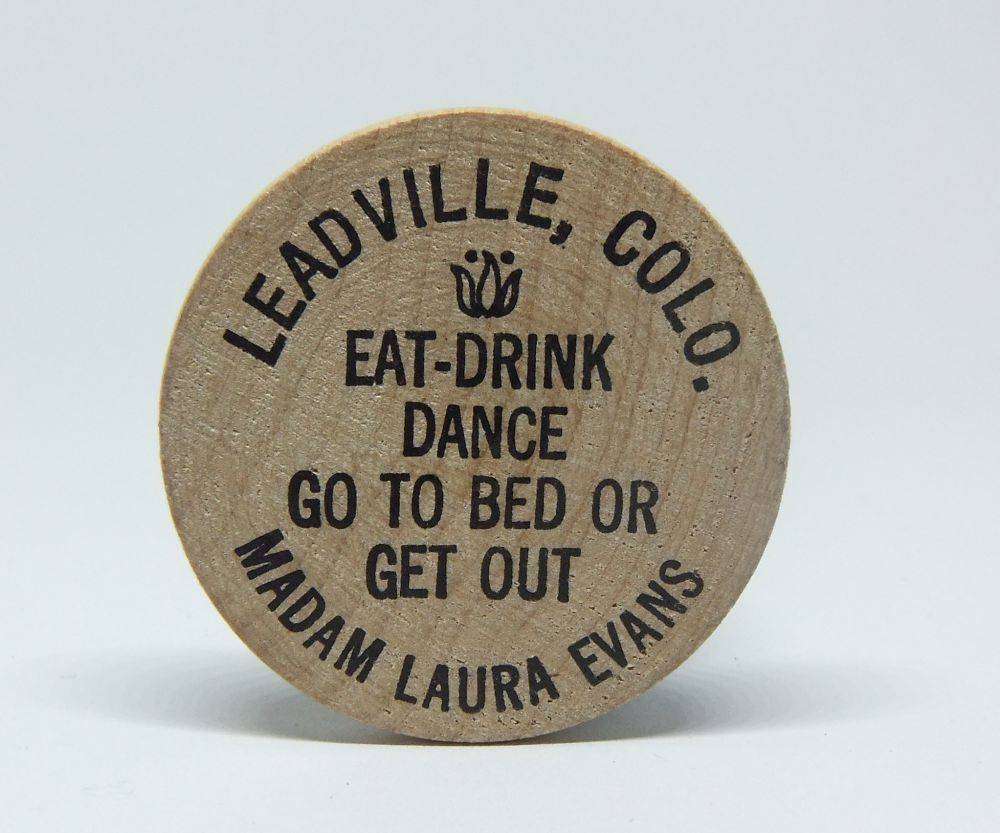 LEADVILLE, COLO.
EAT-DRINK
DANCE
GO TO BED OR
GET OUT
MADAM LAURA EVANS